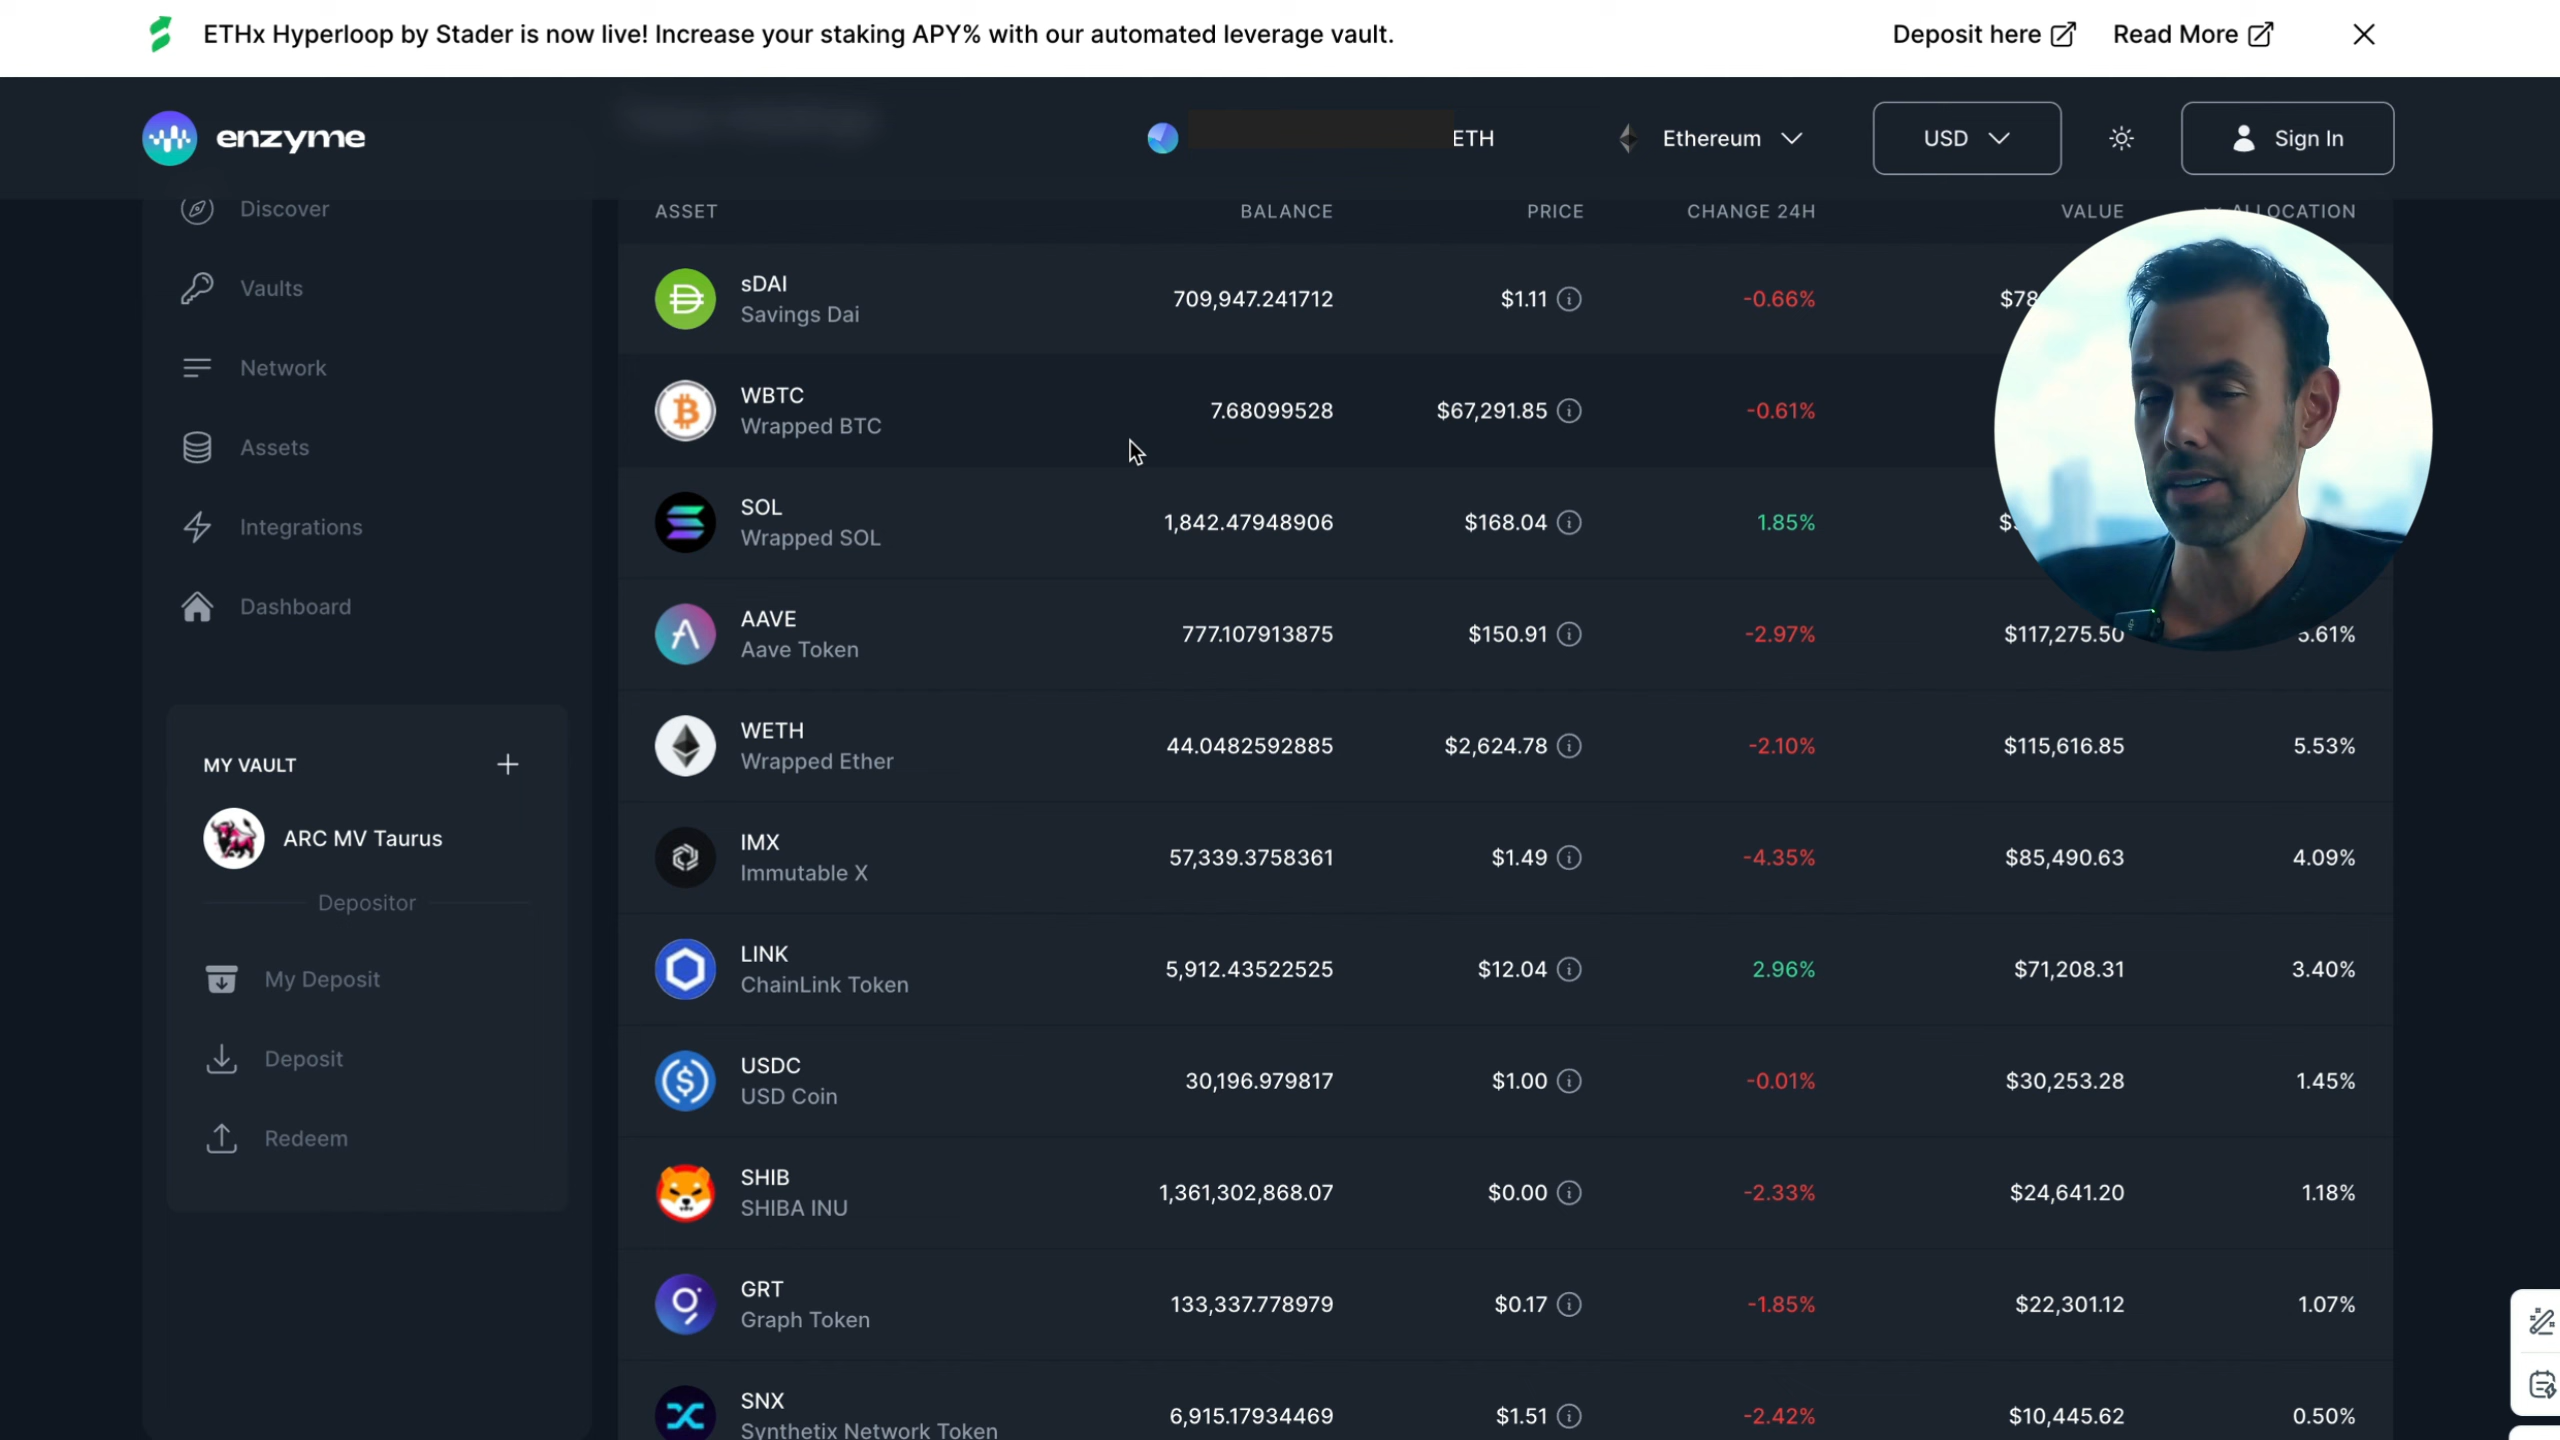 ETHx Hyperloop by Stader is now live! Increase your staking APY% with our automated leverage vault. Deposit here Read More
enzyme ETH Ethereum USD Sign In
Discover
Vaults
Network
Assets
Integrations
Dashboard
MY VAULT
ARC MV Taurus
Depositor
My Deposit
Deposit
Redeem
ASSET BALANCE PRICE CHANGE 24H VALUE ALLOCATION
sDAI 709,947.241712 $1.11 -0.66% $78
Savings Dai
WBTC 7.68099528 $67,291.85 -0.61%
Wrapped BTC
SOL 1,842.47948906 $168.04 1.85% $
Wrapped SOL
AAVE 777.107913875 $150.91 -2.97% $117,275.50 5.61%
Aave Token
WETH 44.0482592885 $2,624.78 -2.10% $115,616.85 5.53%
Wrapped Ether
IMX 57,339.3758361 $1.49 -4.35% $85,490.63 4.09%
Immutable X
LINK 5,912.43522525 $12.04 2.96% $71,208.31 3.40%
ChainLink Token
USDC 30,196.979817 $1.00 -0.01% $30,253.28 1.45%
USD Coin
SHIB 1,361,302,868.07 $0.00 -2.33% $24,641.20 1.18%
SHIBA INU
GRT 133,337.778979 $0.17 -1.85% $22,301.12 1.07%
Graph Token
SNX 6,915.17934469 $1.51 -2.42% $10,445.62 0.50%
Synthetix Network Token